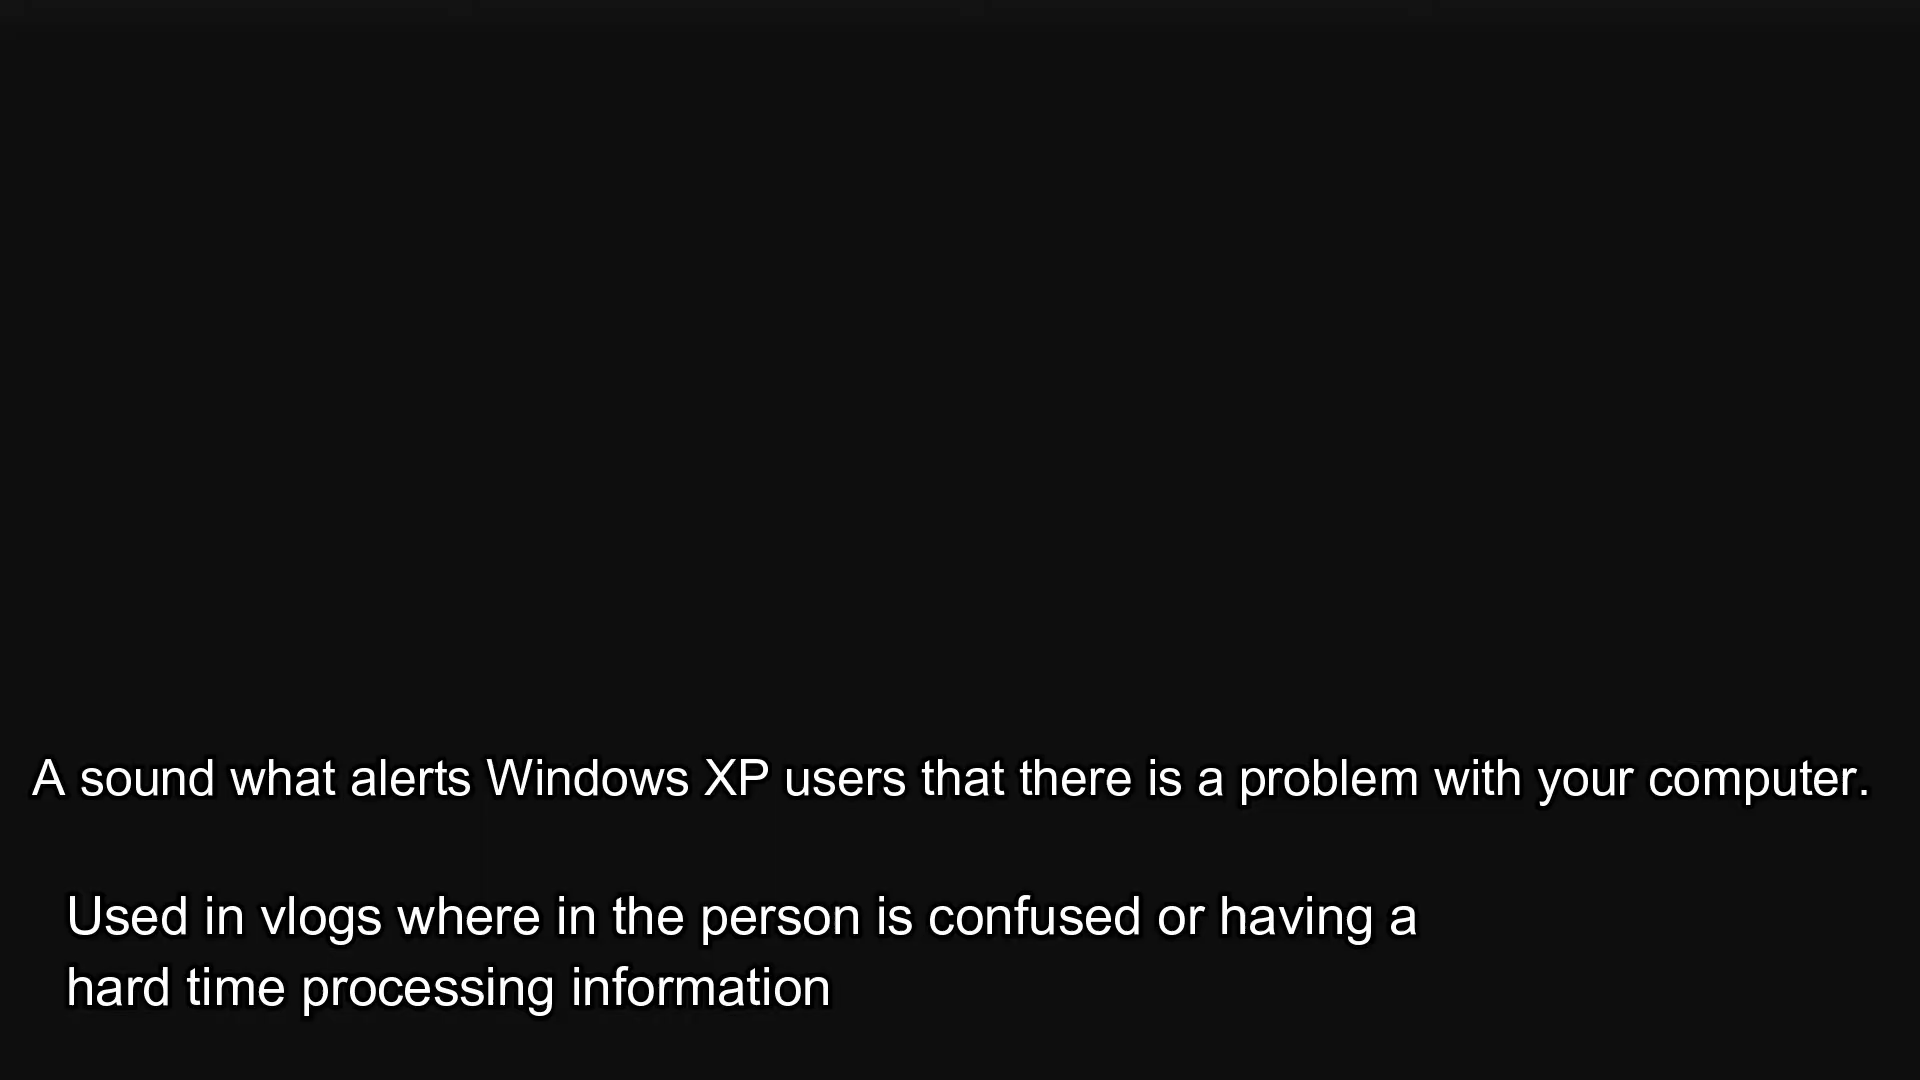 A sound what alerts Windows XP users that there is a problem with your computer.
Used in vlogs where in the person is confused or having a
hard time processing information